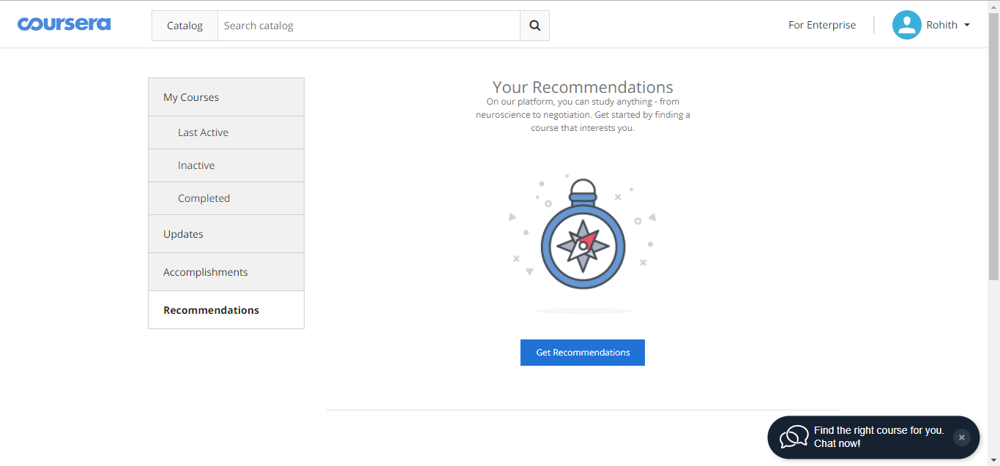 coursera
Catalog
Search catalog
For Enterprise
Rohith
My Courses
Last Active
Inactive
Completed
Updates
Accomplishments
Recommendations
Your Recommendations
On our platform, you can study anything - from
neuroscience to negotiation. Get started by finding a
course that interests you.
Get Recommendations
Find the right course for you.
Chat now!